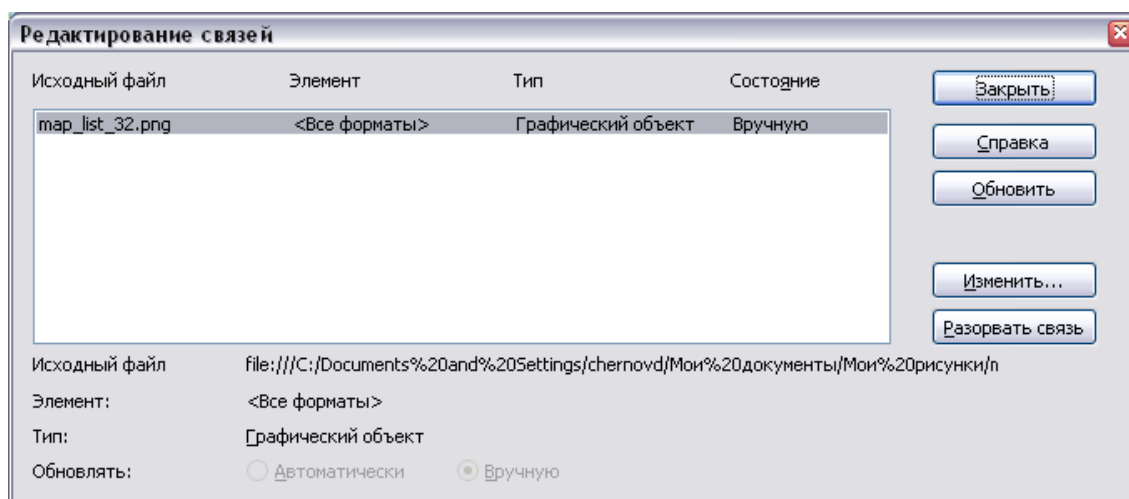 Редактирование связей
Исходный файл Элемент Тип Состояние
map_list_32.png <Все форматы> Графический объект Вручную
Закрыть
Справка
Обновить
Изменить...
Разорвать связь
Исходный файл file:///C:/Documents%20and%20Settings/chernovd/Мои%20документы/Мои%20рисунки/n
Элемент: <Все форматы>
Тип: Графический объект
Обновлять: Автоматически Вручную